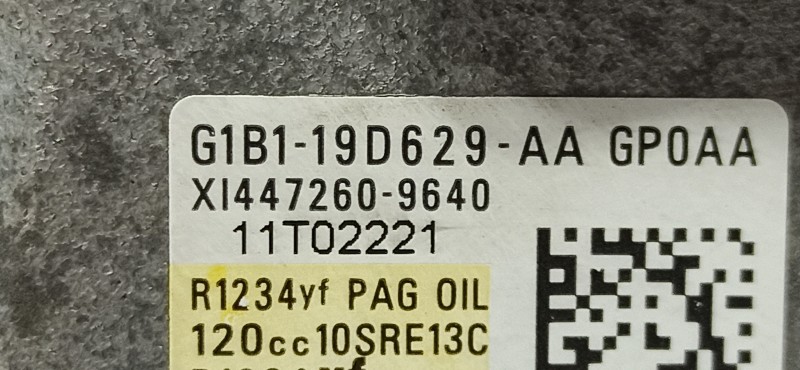 G1B1-19D629-AA GP0AA
XI447260-9640
11T02221
R1234yf PAG OIL
120cc10SRE13C